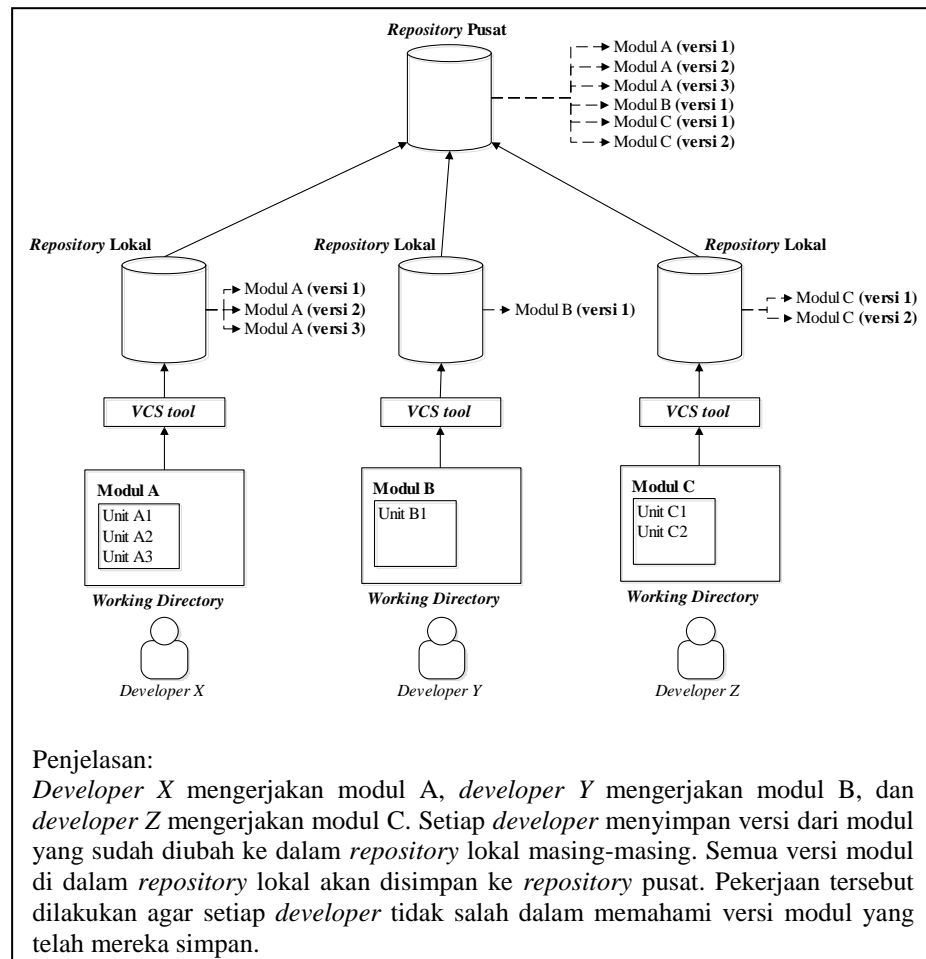 Repository Pusat
Modul A (versi 1)
Modul A (versi 2)
Modul A (versi 3)
Modul B (versi 1)
Modul C (versi 1)
Modul C (versi 2)
Repository Lokal
Repository Lokal
Repository Lokal
Modul A (versi 1)
Modul A (versi 2)
Modul A (versi 3)
Modul B (versi 1)
Modul C (versi 1)
Modul C (versi 2)
VCS tool
VCS tool
VCS tool
Modul A
Unit A1
Unit A2
Unit A3
Modul B
Unit B1
Modul C
Unit C1
Unit C2
Working Directory
Working Directory
Working Directory
Developer X
Developer Y
Developer Z
Penjelasan:
Developer X mengerjakan modul A, developer Y mengerjakan modul B, dan
developer Z mengerjakan modul C. Setiap developer menyimpan versi dari modul
yang sudah diubah ke dalam repository lokal masing-masing. Semua versi modul
di dalam repository lokal akan disimpan ke repository pusat. Pekerjaan tersebut
dilakukan agar setiap developer tidak salah dalam memahami versi modul yang
telah mereka simpan.